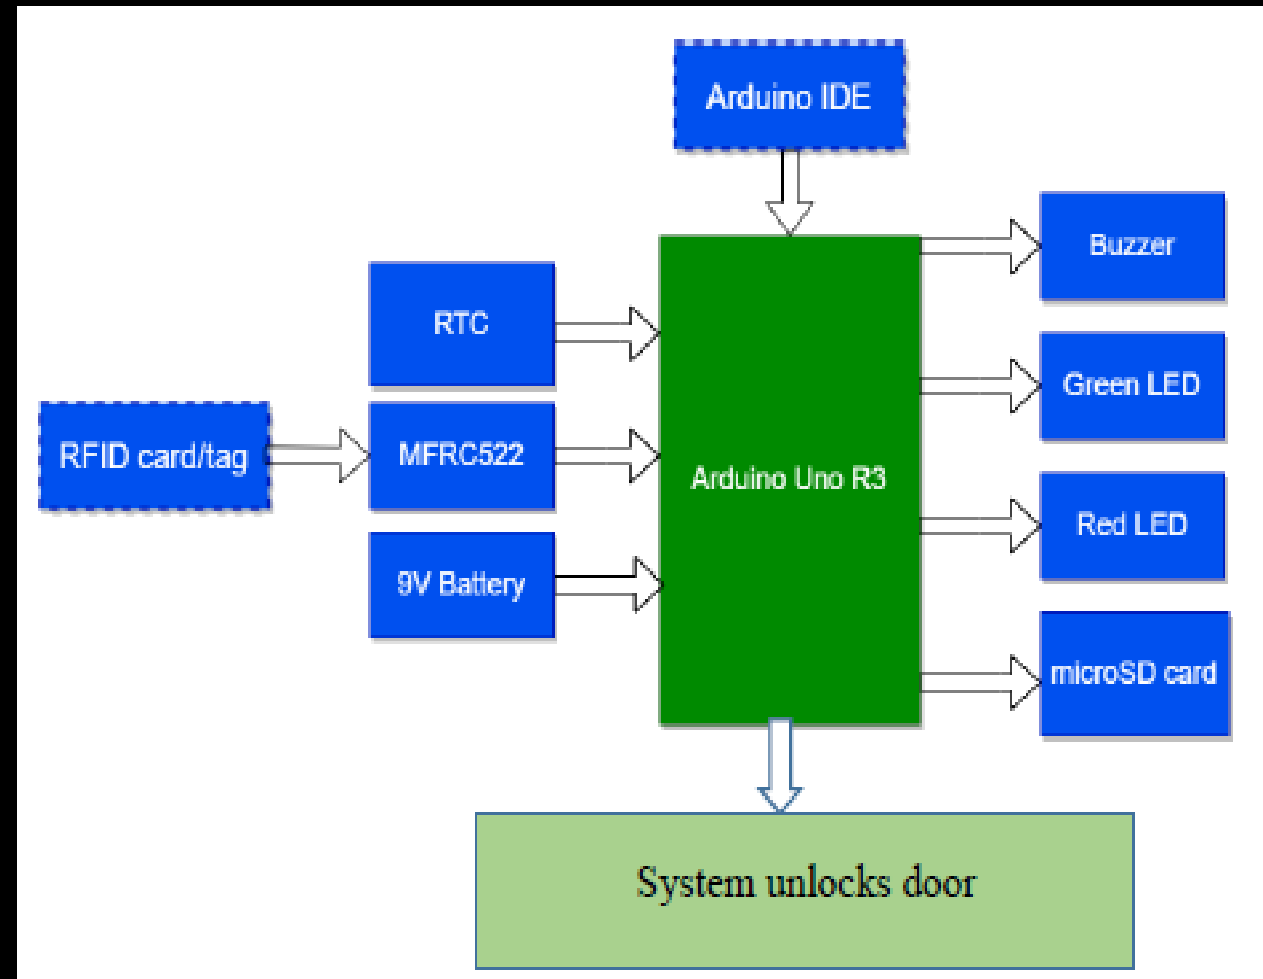 Arduino IDE
Buzzer
RTC
Green LED
RFID card/tag
MFRC522
Arduino Uno R3
Red LED
9V Battery
microSD card
System unlocks door